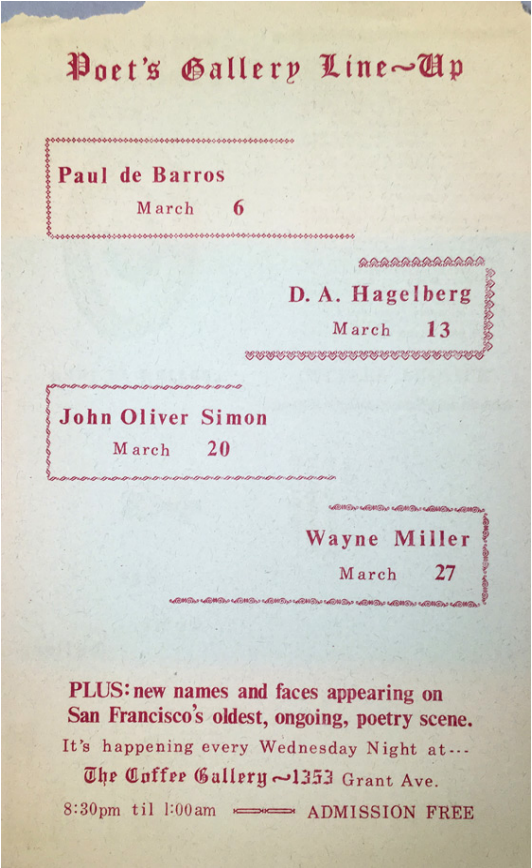 Poet's Gallery Line~Up
Paul de Barros
March 6
D. A. Hagelberg
March 13
John Oliver Simon
March 20
Wayne Miller
March 27
PLUS: new names and faces appearing on
San Francisco's oldest, ongoing, poetry scene.
It's happening every Wednesday Night at---
The Coffee Gallery ~1353 Grant Ave.
8:30pm til 1:00am ADMISSION FREE